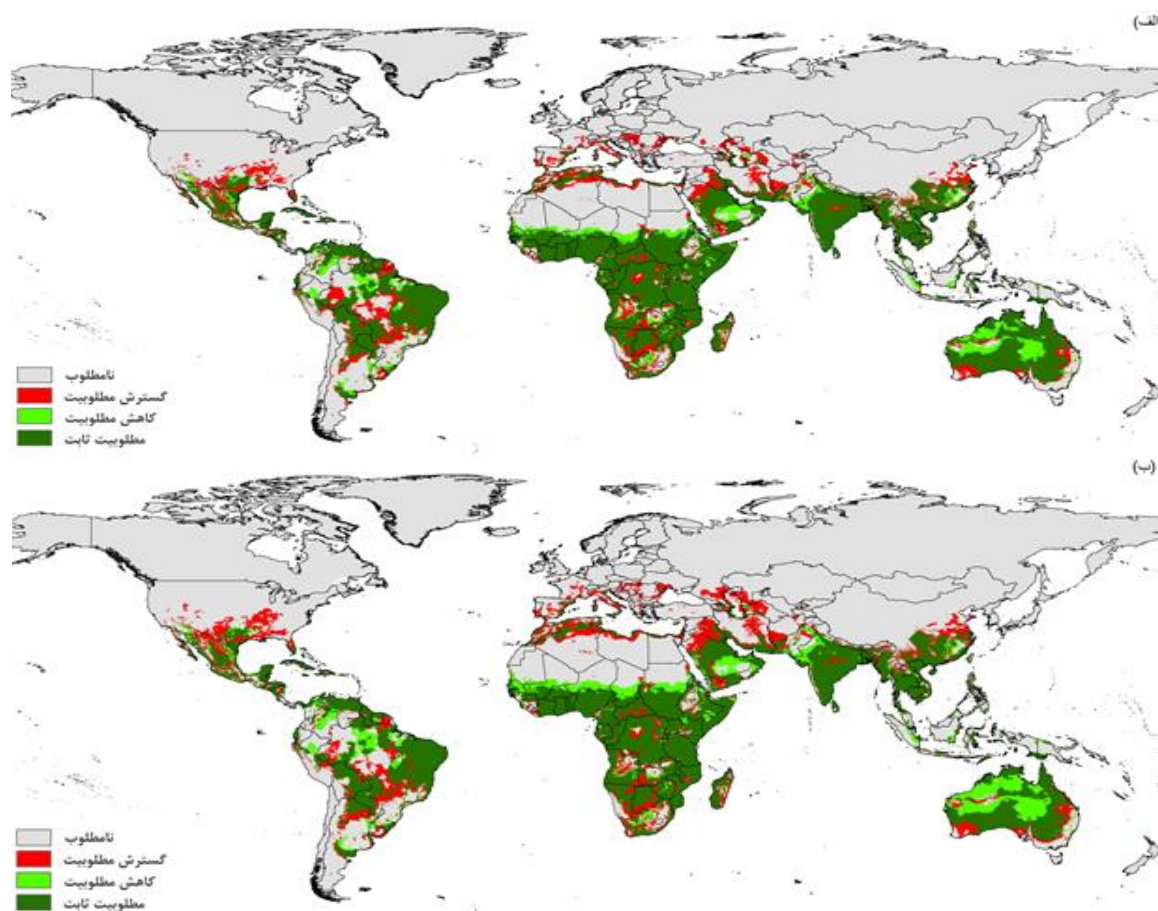 (الف
نامطلوب
گسترش مطلوبیت
کاهش مطلوبیت
مطلوبیت ثابت
(ب)
نامطلوب
گسترش مطلوبیت
کاهش مطلوبیت
مطلوبیت ثابت